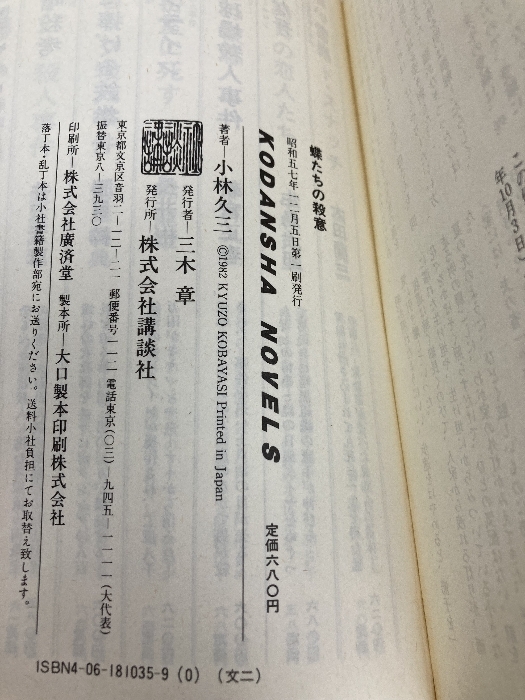 蝶たちの殺意
昭和五七年一二月五日第一刷発行
KODANSHA NOVELS
定価六八〇円
著者―小林久三
©1982 KYUZO KOBAYASI Printed in Japan
発行者―三木 章
発行所 株式会社講談社
東京都文京区音羽二―一二―二一 郵便番号一一二 電話東京(〇三)―九四五―一一一一(大代表)
振替東京八―三九三〇
印刷所―株式会社廣済堂 製本所―大口製本印刷株式会社
落丁本・乱丁本は小社書籍製作部宛にお送りください。送料小社負担にてお取替え致します。
ISBN4-06-181035-9 (0) (文二)
年10月3日